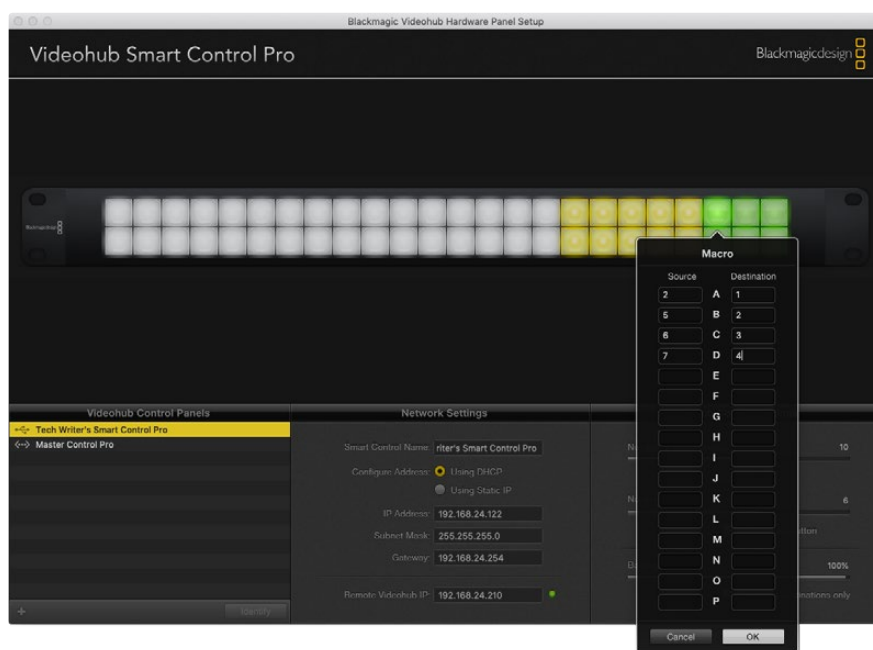 Blackmagic Videohub Hardware Panel Setup
Videohub Smart Control Pro
Blackmagicdesign
Macro
Source Destination
2 A 1
5 B 2
6 C 3
7 D 4
E
F
G
H
I
J
K
L
M
N
O
P
Cancel OK
Videohub Control Panels
Tech Writer's Smart Control Pro
Master Control Pro
+ Identify
Network Settings
Smart Control Name: riter's Smart Control Pro
Configure Address: Using DHCP
Using Static IP
IP Address: 192.168.24.122
Subnet Mask: 255.255.255.0
Gateway: 192.168.24.254
Remote Videohub IP: 192.168.24.210
10
6
100%
only